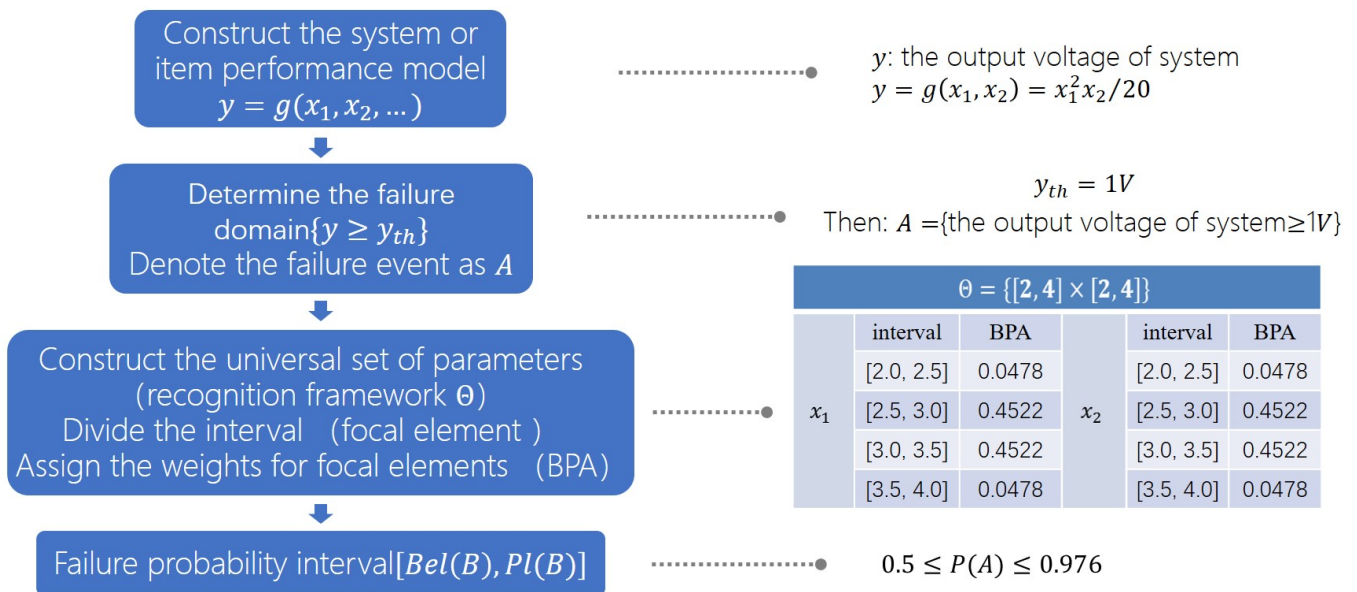 Construct the system or
item performance model
y = g(x₁, x₂, …)
y: the output voltage of system
y = g(x₁, x₂) = x₁²x₂/20
Determine the failure
domain{y ≥ yₜₕ}
Denote the failure event as A
yₜₕ = 1V
Then: A ={the output voltage of system≥1V}
Construct the universal set of parameters
(recognition framework Θ)
Divide the interval （focal element ）
Assign the weights for focal elements （BPA）
Θ = {[2, 4] × [2, 4]}
interval BPA interval BPA
[2.0, 2.5] 0.0478 [2.0, 2.5] 0.0478
x₁ [2.5, 3.0] 0.4522 x₂ [2.5, 3.0] 0.4522
[3.0, 3.5] 0.4522 [3.0, 3.5] 0.4522
[3.5, 4.0] 0.0478 [3.5, 4.0] 0.0478
Failure probability interval[Bel(B), Pl(B)]
0.5 ≤ P(A) ≤ 0.976